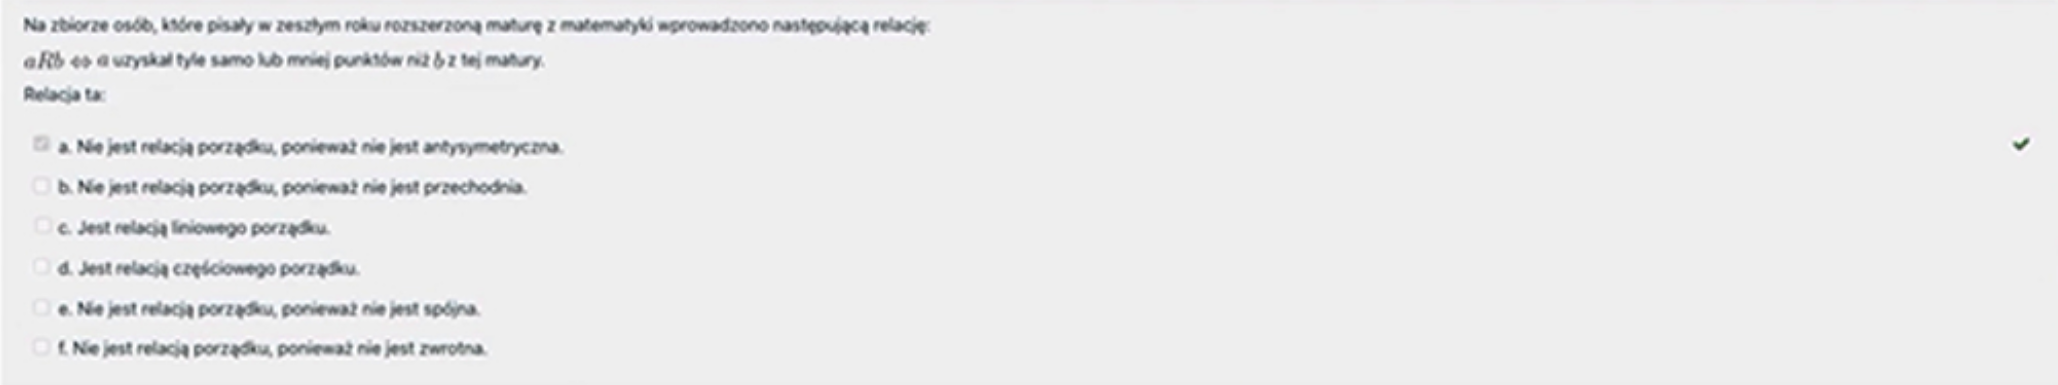 Na zbiorze osób, które pisały w zeszłym roku rozszerzoną maturę z matematyki wprowadzono następującą relację:
aRb ⇔ a uzyskał tyle samo lub mniej punktów niż b z tej matury.
Relacja ta:
a. Nie jest relacją porządku, ponieważ nie jest antysymetryczna.
b. Nie jest relacją porządku, ponieważ nie jest przechodnia.
c. Jest relacją liniowego porządku.
d. Jest relacją częściowego porządku.
e. Nie jest relacją porządku, ponieważ nie jest spójna.
f. Nie jest relacją porządku, ponieważ nie jest zwrotna.